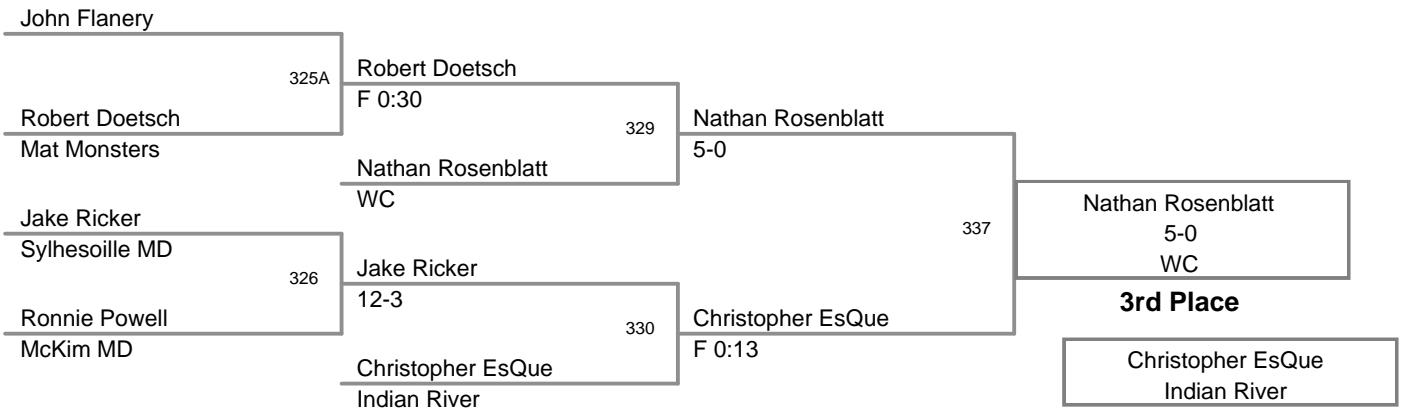 John Flanery
325A
Robert Doetsch
F 0:30
Robert Doetsch
Mat Monsters
329
Nathan Rosenblatt
5-0
Nathan Rosenblatt
WC
Jake Ricker
Sylhesoille MD
337
Nathan Rosenblatt
5-0
WC
326
Jake Ricker
12-3
3rd Place
Ronnie Powell
McKim MD
330
Christopher EsQue
F 0:13
Christopher EsQue
Indian River
Christopher EsQue
Indian River